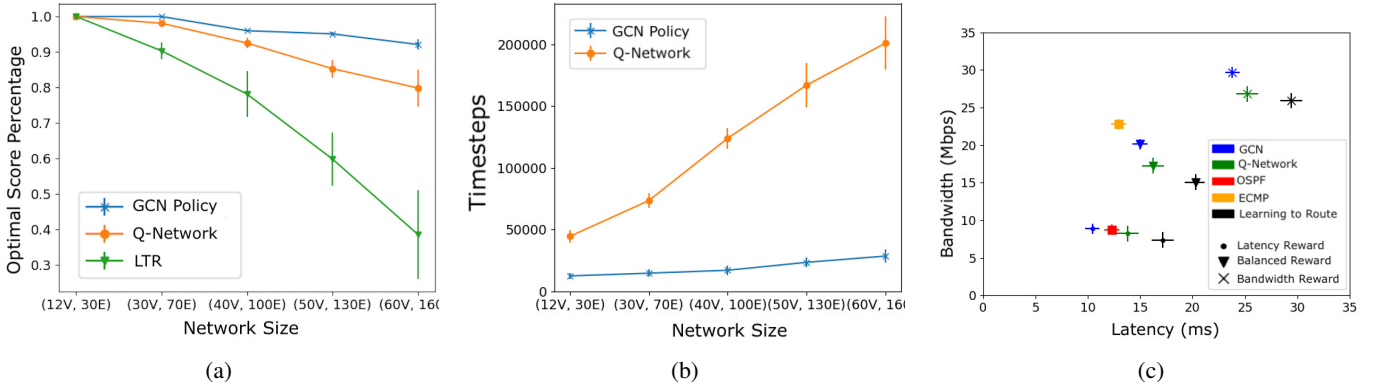 1.0
0.9
0.8
0.7
0.6
0.5
0.4
0.3
Optimal Score Percentage
GCN Policy
Q-Network
LTR
(12V, 30E) (30V, 70E) (40V, 100E) (50V, 130E) (60V, 160
Network Size
(a)
200000
150000
100000
50000
0
Timesteps
GCN Policy
Q-Network
(12V, 30E) (30V, 70E) (40V, 100E) (50V, 130E) (60V, 160
Network Size
(b)
35
30
25
20
15
10
5
0
Bandwidth (Mbps)
GCN
Q-Network
OSPF
ECMP
Learning to Route
Latency Reward
Balanced Reward
Bandwidth Reward
0 5 10 15 20 25 30 35
Latency (ms)
(c)